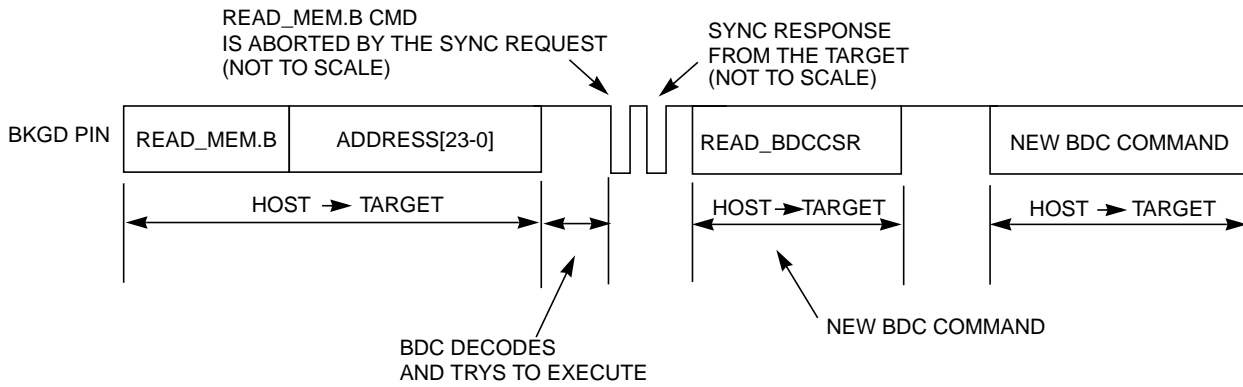 READ_MEM.B CMD
IS ABORTED BY THE SYNC REQUEST
(NOT TO SCALE)
SYNC RESPONSE
FROM THE TARGET
(NOT TO SCALE)
BKGD PIN
READ_MEM.B
ADDRESS[23-0]
READ_BDCCSR
NEW BDC COMMAND
HOST → TARGET
HOST → TARGET
HOST → TARGET
NEW BDC COMMAND
BDC DECODES
AND TRYS TO EXECUTE